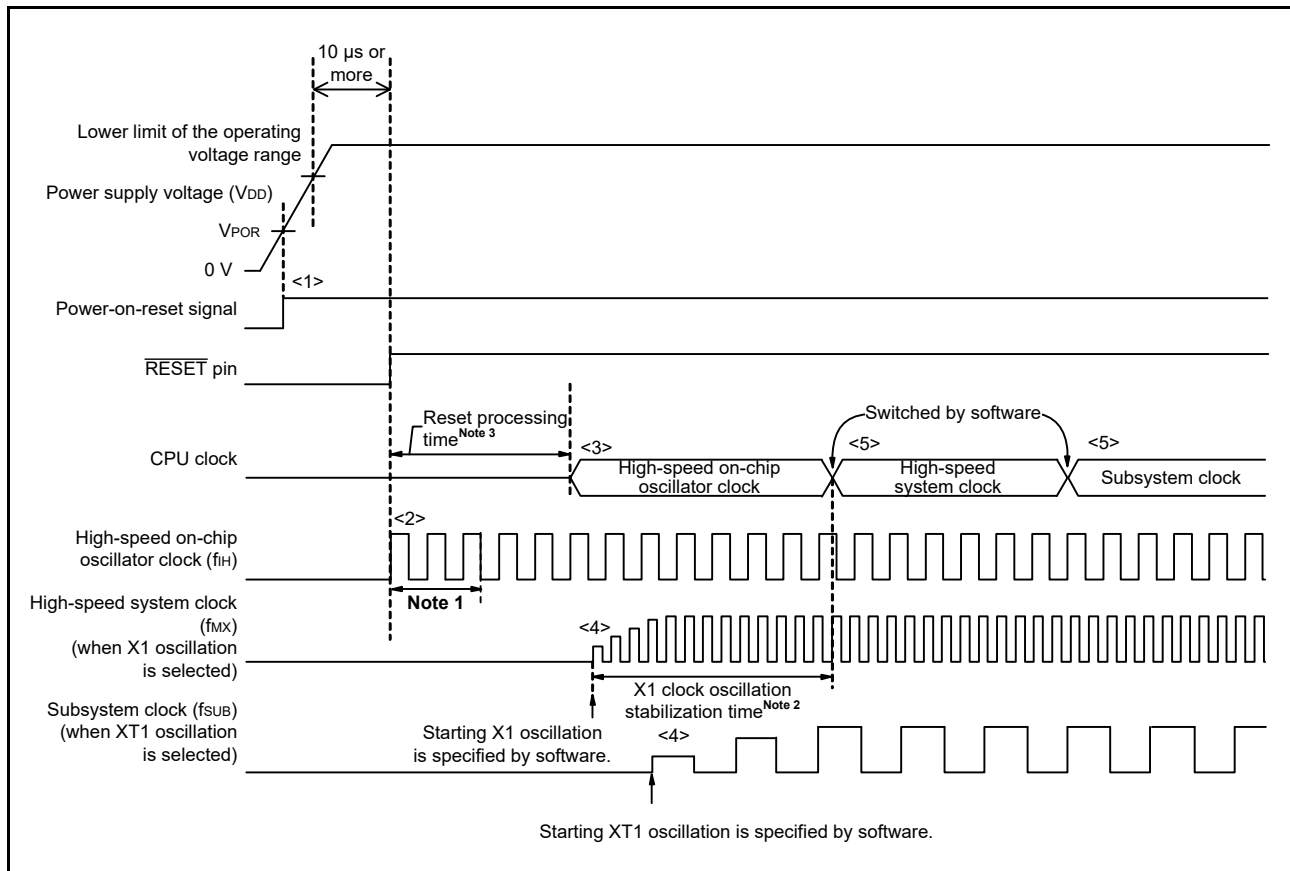 10 µs or
more
Lower limit of the operating
voltage range
Power supply voltage (VDD)
VPOR
0 V
<1>
Power-on-reset signal
RESET pin
Reset processing
time Note 3
Switched by software
CPU clock
<3>
High-speed on-chip
oscillator clock
<5>
High-speed
system clock
<5>
Subsystem clock
<2>
High-speed on-chip
oscillator clock (fIH)
Note 1
High-speed system clock
(fMX)
(when X1 oscillation
is selected)
<4>
X1 clock oscillation
stabilization time Note 2
Subsystem clock (fSUB)
(when XT1 oscillation
is selected)
Starting X1 oscillation
is specified by software.
<4>
Starting XT1 oscillation is specified by software.